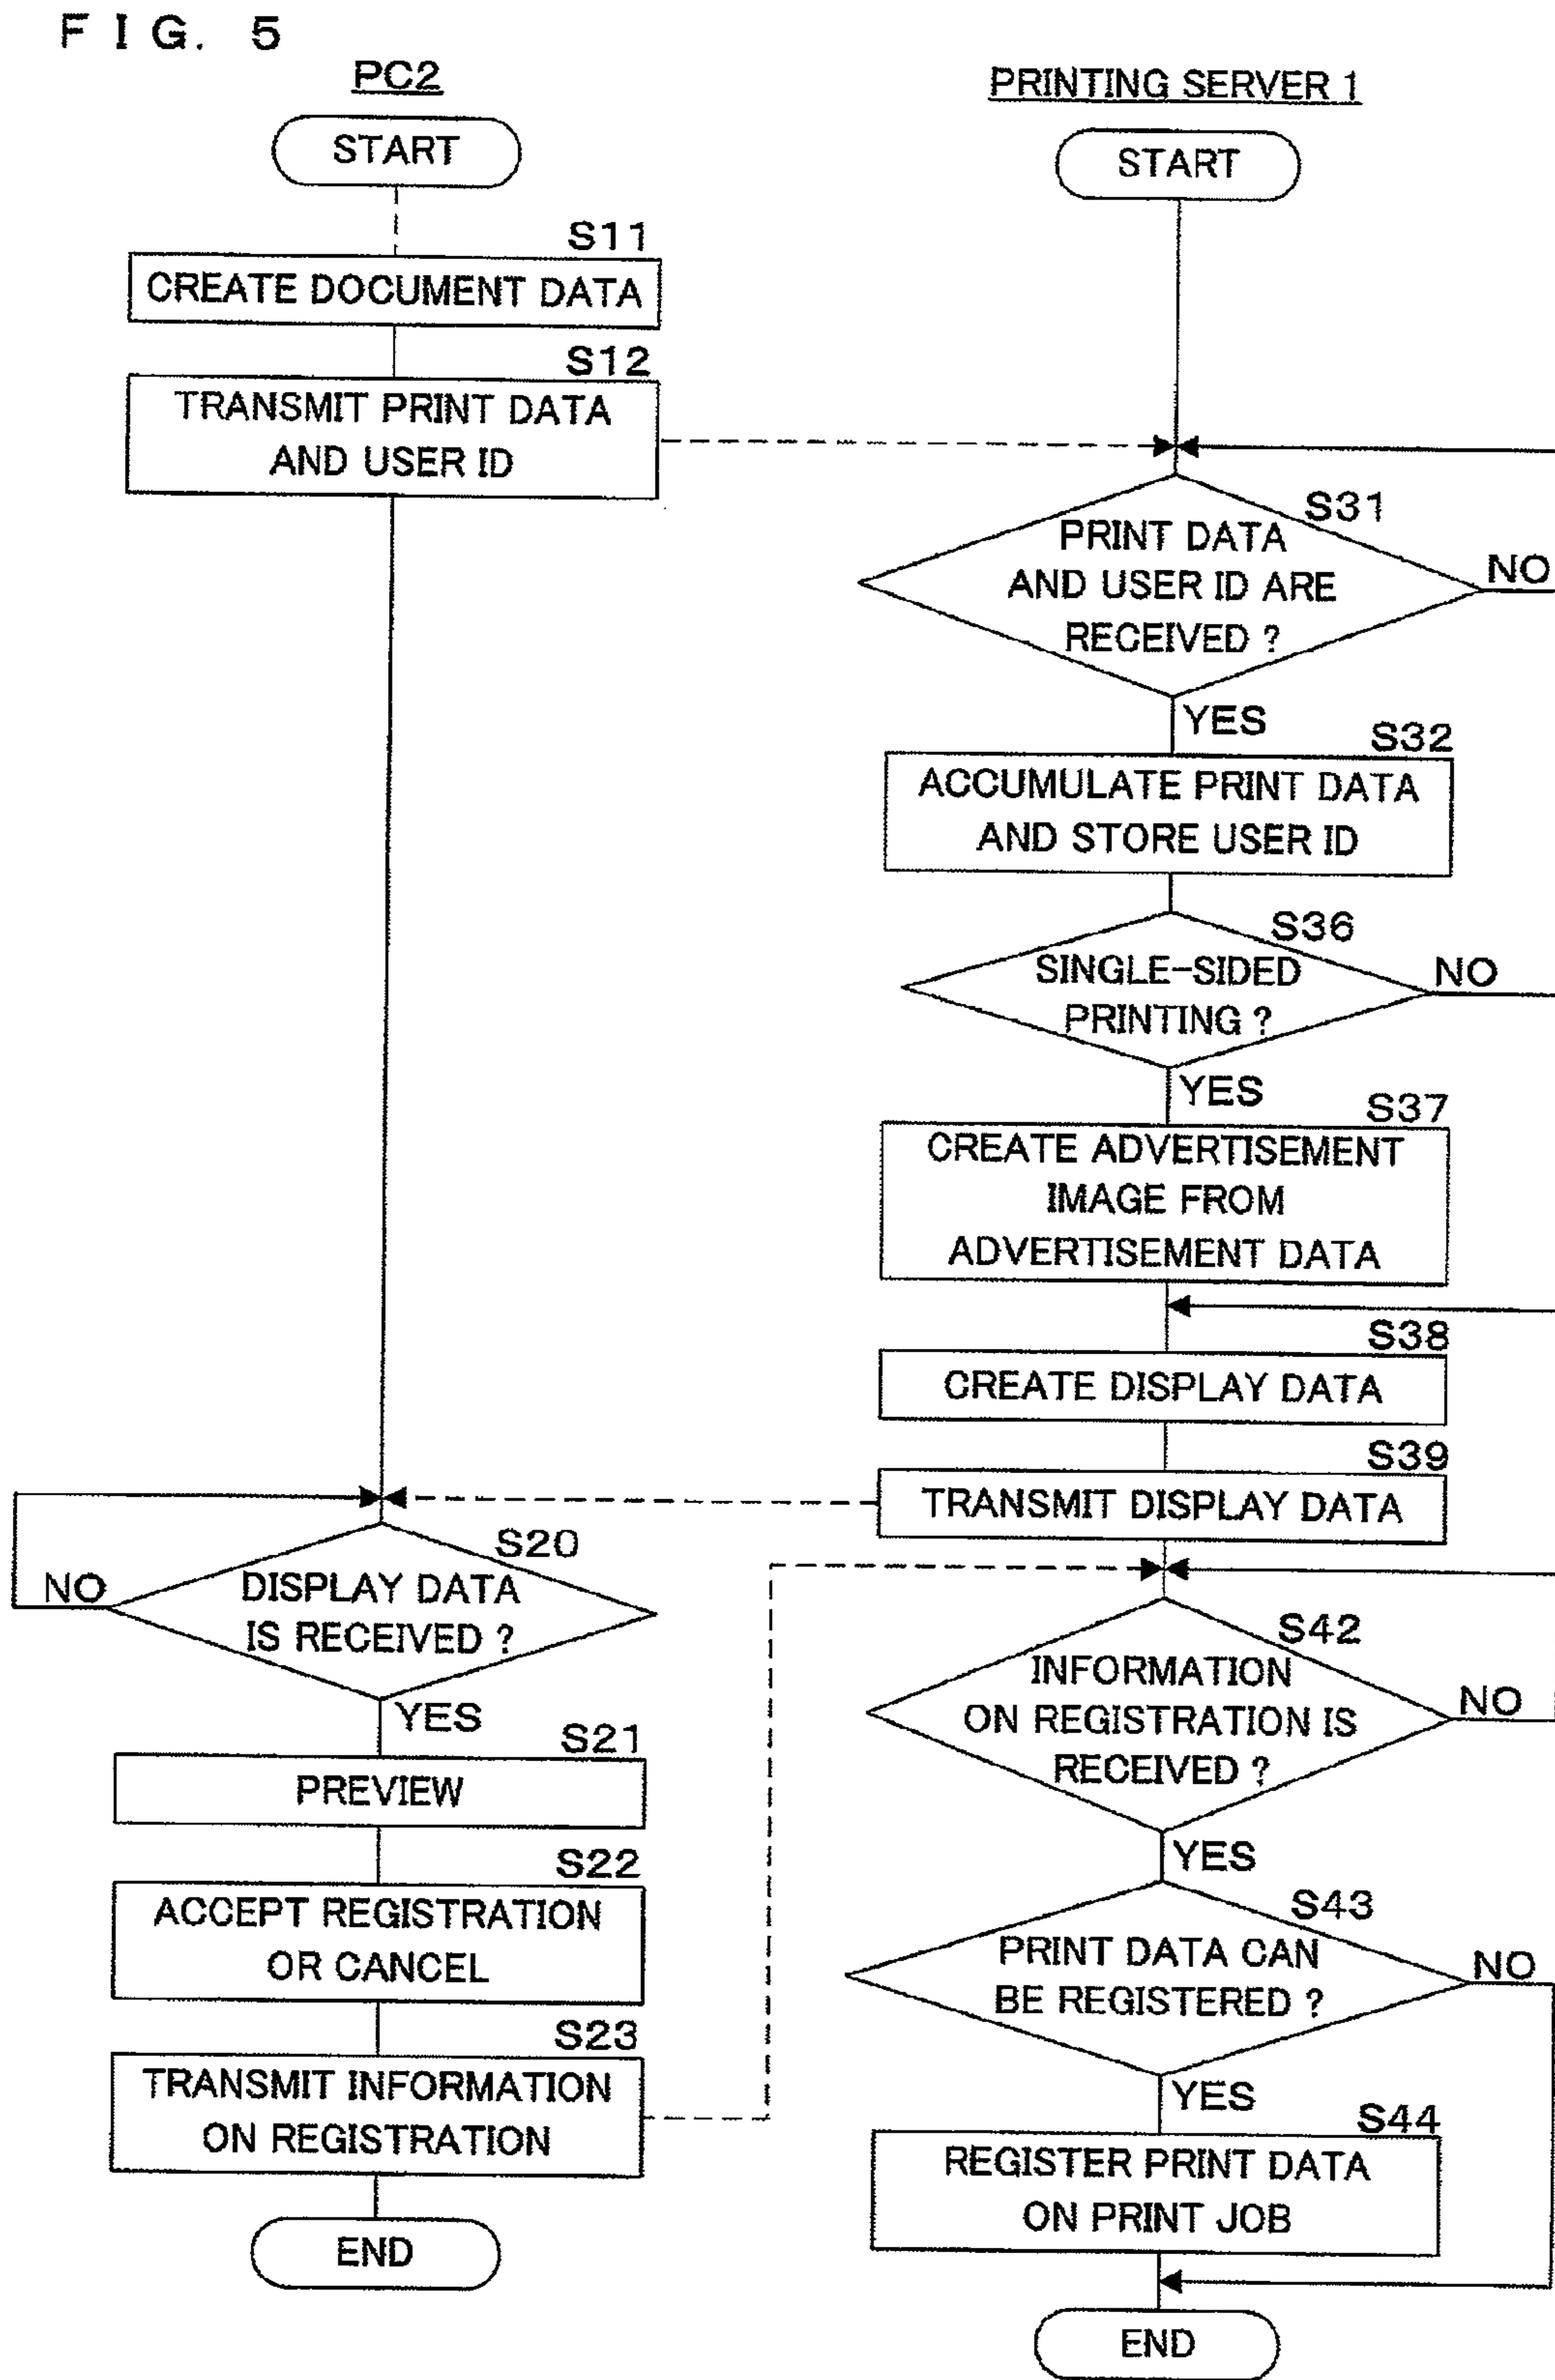 FIG. 5
PC2
START
S11
CREATE DOCUMENT DATA
S12
TRANSMIT PRINT DATA
AND USER ID
S20
DISPLAY DATA
IS RECEIVED ?
NO
YES
S21
PREVIEW
S22
ACCEPT REGISTRATION
OR CANCEL
S23
TRANSMIT INFORMATION
ON REGISTRATION
END
PRINTING SERVER 1
START
S31
PRINT DATA
AND USER ID ARE
RECEIVED ?
NO
YES
S32
ACCUMULATE PRINT DATA
AND STORE USER ID
S36
SINGLE-SIDED
PRINTING ?
NO
YES
S37
CREATE ADVERTISEMENT
IMAGE FROM
ADVERTISEMENT DATA
S38
CREATE DISPLAY DATA
S39
TRANSMIT DISPLAY DATA
S42
INFORMATION
ON REGISTRATION IS
RECEIVED ?
NO
YES
S43
PRINT DATA CAN
BE REGISTERED ?
NO
YES
S44
REGISTER PRINT DATA
ON PRINT JOB
END